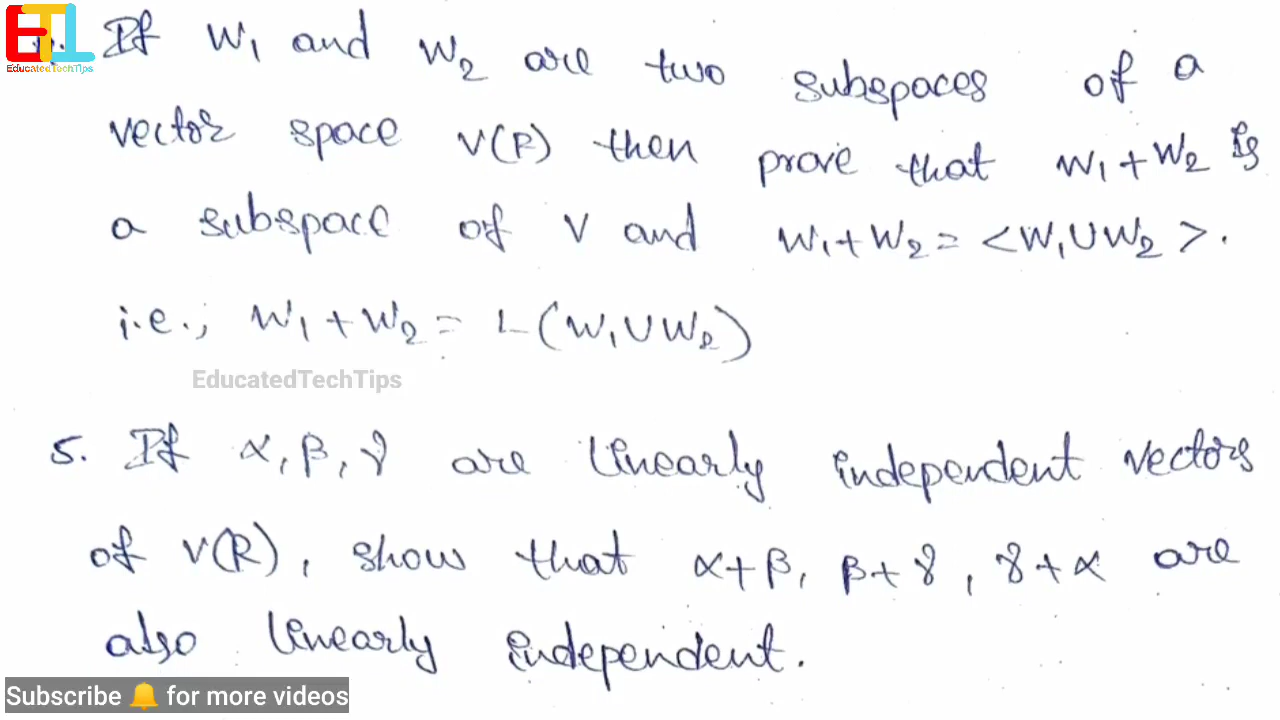 ETL
EducatedTechTips
If W₁ and W₂ are two subspaces of a
vector space V(F) then prove that W₁+W₂ is
a subspace of V and W₁+W₂ = <W₁∪W₂>.
i.e., W₁+W₂ = L(W₁∪W₂)
EducatedTechTips
5. If α, β, γ are linearly independent vectors
of V(R), show that α+β, β+γ, γ+α are
also linearly independent.
Subscribe 🔔 for more videos